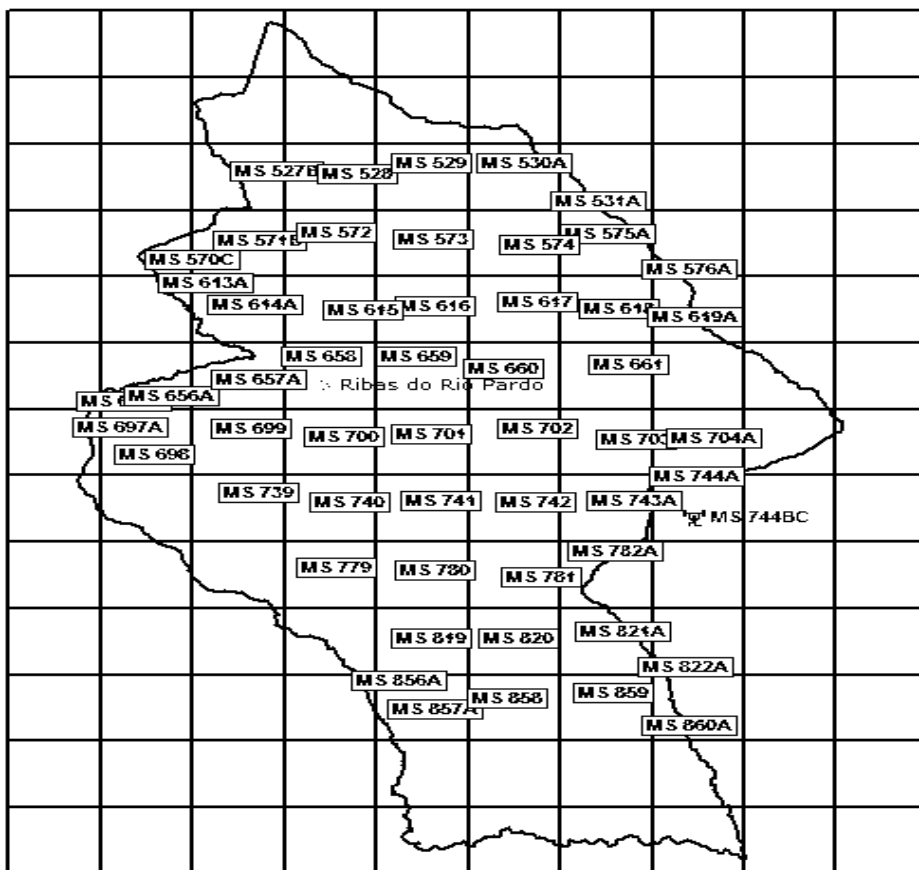 MS 529
MS 530A
MS 527B
MS 528
MS 531A
MS 572
MS 575A
MS 571B
MS 573
MS 574
MS 570C
MS 576A
MS 613A
MS 614A
MS 615
MS 616
MS 617
MS 618
MS 619A
MS 658
MS 659
MS 660
MS 661
MS 657A
Ribas do Rio Pardo
MS 656A
MS
MS 697A
MS 699
MS 700
MS 701
MS 702
MS 703
MS 704A
MS 698
MS 744A
MS 739
MS 740
MS 741
MS 742
MS 743A
MS 744BC
MS 782A
MS 779
MS 780
MS 781
MS 819
MS 820
MS 821A
MS 822A
MS 856A
MS 857A
MS 858
MS 859
MS 860A